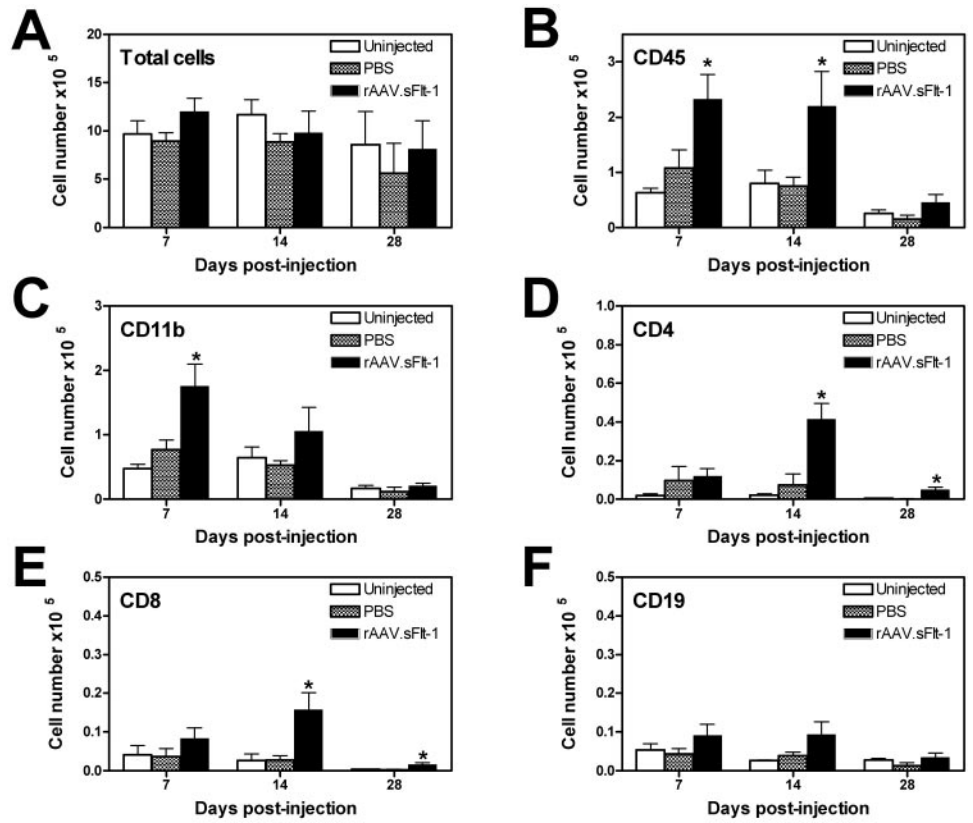 A
Total cells
Uninjected
PBS
rAAV.sFlt-1
Cell number x10 5
20
15
10
5
0
7 14 28
Days post-injection
B
CD45
Uninjected
PBS
rAAV.sFlt-1
Cell number x10 5
3
2
1
0
* *
7 14 28
Days post-injection
C
CD11b
Uninjected
PBS
rAAV.sFlt-1
Cell number x10 5
3
2
1
0
*
7 14 28
Days post-injection
D
CD4
Uninjected
PBS
rAAV.sFlt-1
Cell number x10 5
1.0
0.8
0.6
0.4
0.2
0.0
*
*
7 14 28
Days post-injection
E
CD8
Uninjected
PBS
rAAV.sFlt-1
Cell number x10 5
0.5
0.4
0.3
0.2
0.1
0.0
*
*
7 14 28
Days post-injection
F
CD19
Uninjected
PBS
rAAV.sFlt-1
Cell number x10 5
0.5
0.4
0.3
0.2
0.1
0.0
7 14 28
Days post-injection